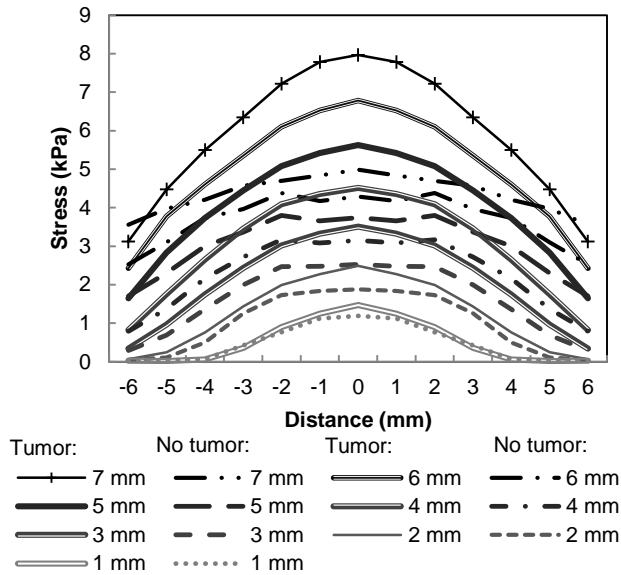 9
8
7
6
5
4
3
2
1
0
Stress (kPa)
-6 -5 -4 -3 -2 -1 0 1 2 3 4 5 6
Distance (mm)
Tumor: No tumor: Tumor: No tumor:
7 mm 7 mm 6 mm 6 mm
5 mm 5 mm 4 mm 4 mm
3 mm 3 mm 2 mm 2 mm
1 mm 1 mm